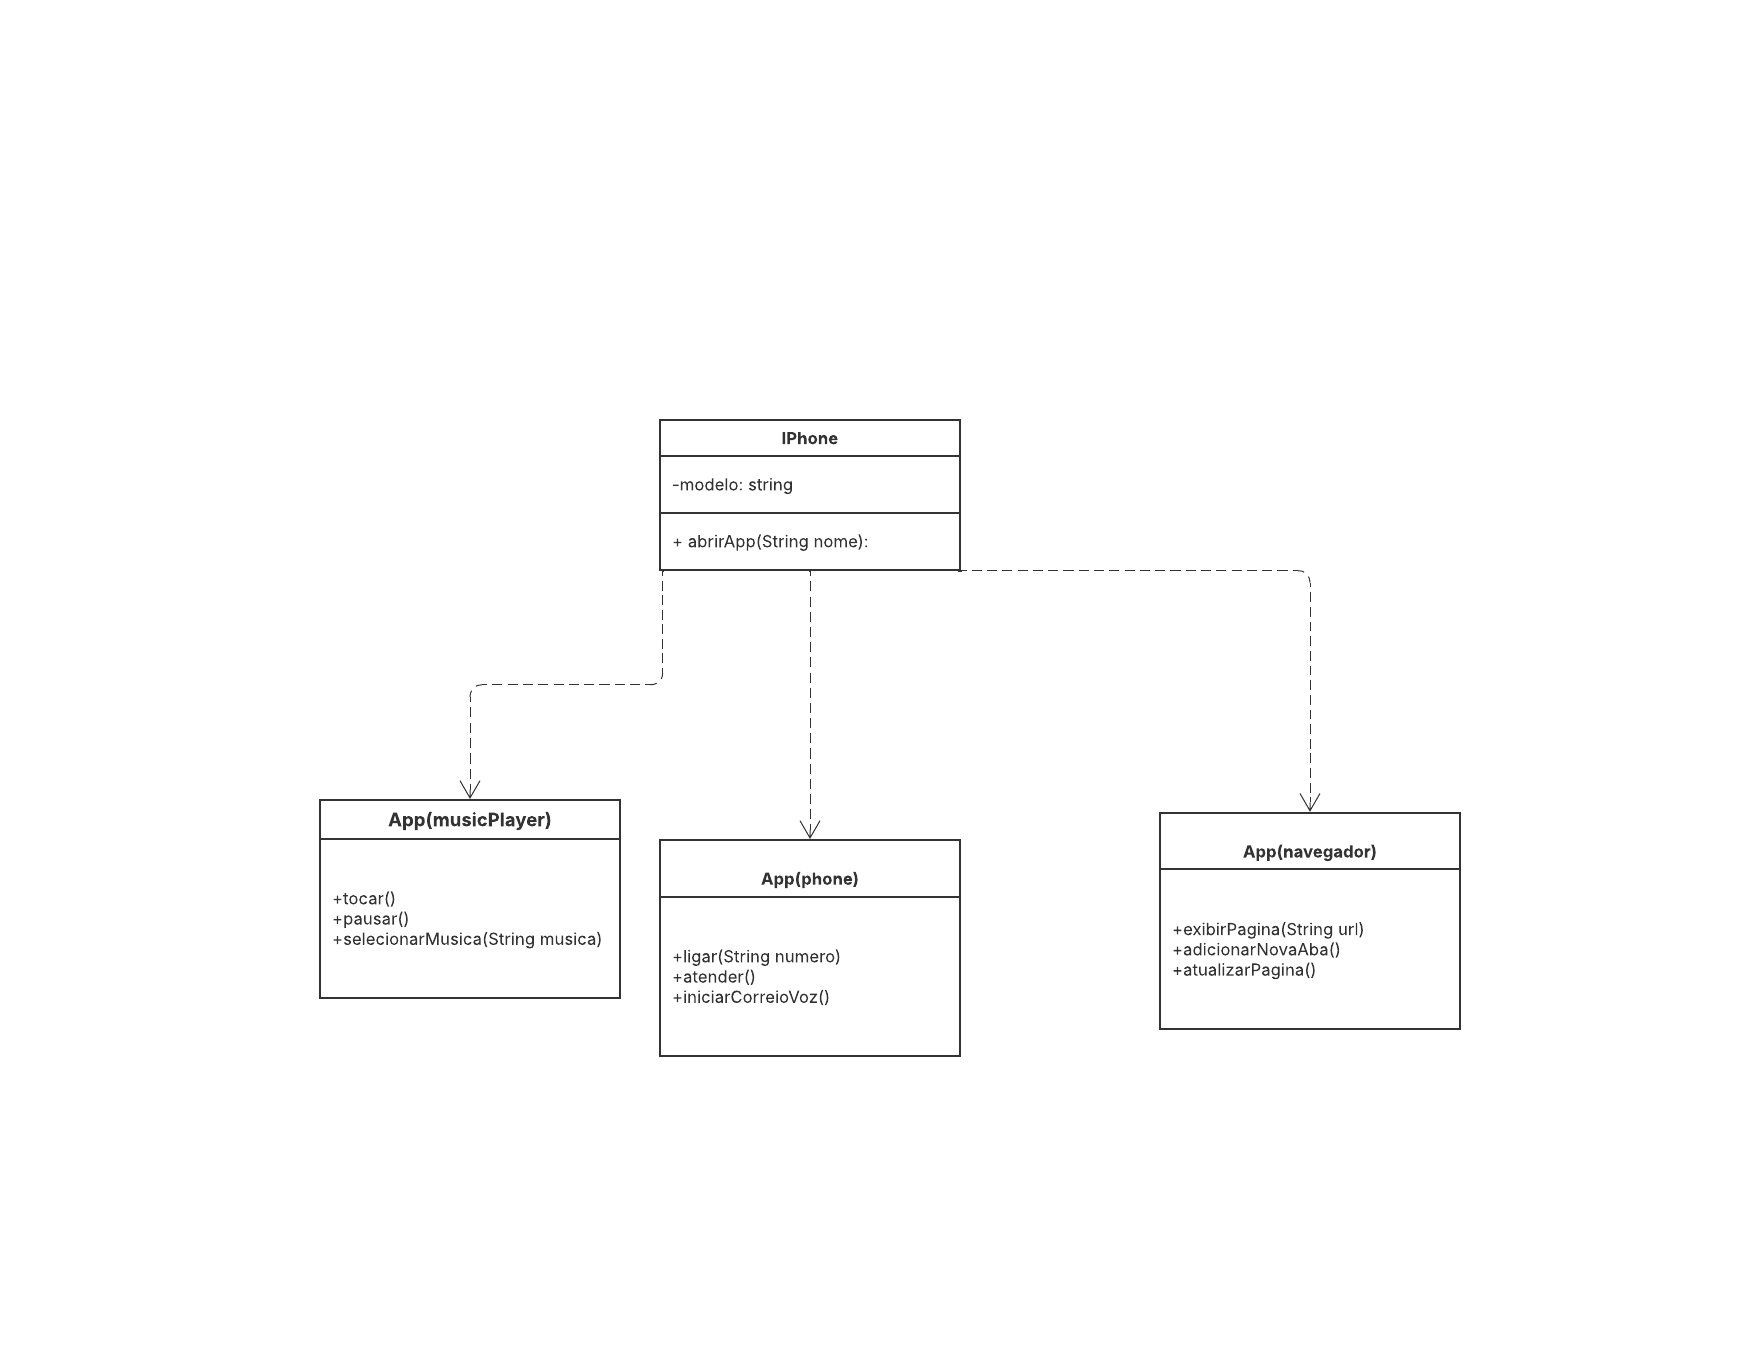 IPhone
-modelo: string
+ abrirApp(String nome):
App(musicPlayer)
+tocar()
+pausar()
+selecionarMusica(String musica)
App(phone)
+ligar(String numero)
+atender()
+iniciarCorreioVoz()
App(navegador)
+exibirPagina(String url)
+adicionarNovaAba()
+atualizarPagina()